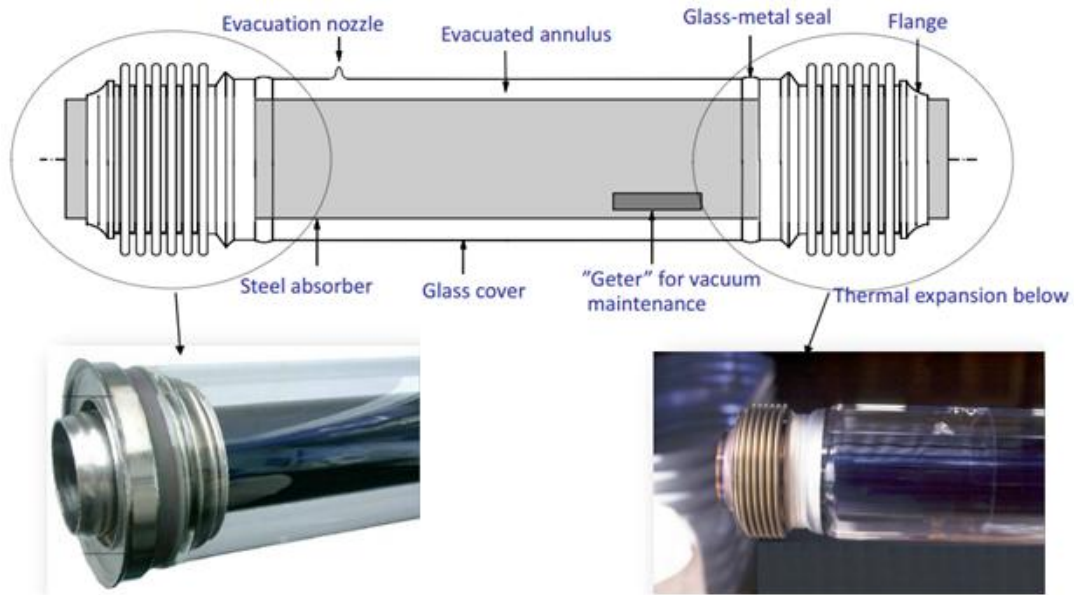 Evacuation nozzle
Evacuated annulus
Glass-metal seal
Flange
Steel absorber
Glass cover
”Geter” for vacuum
maintenance
Thermal expansion below